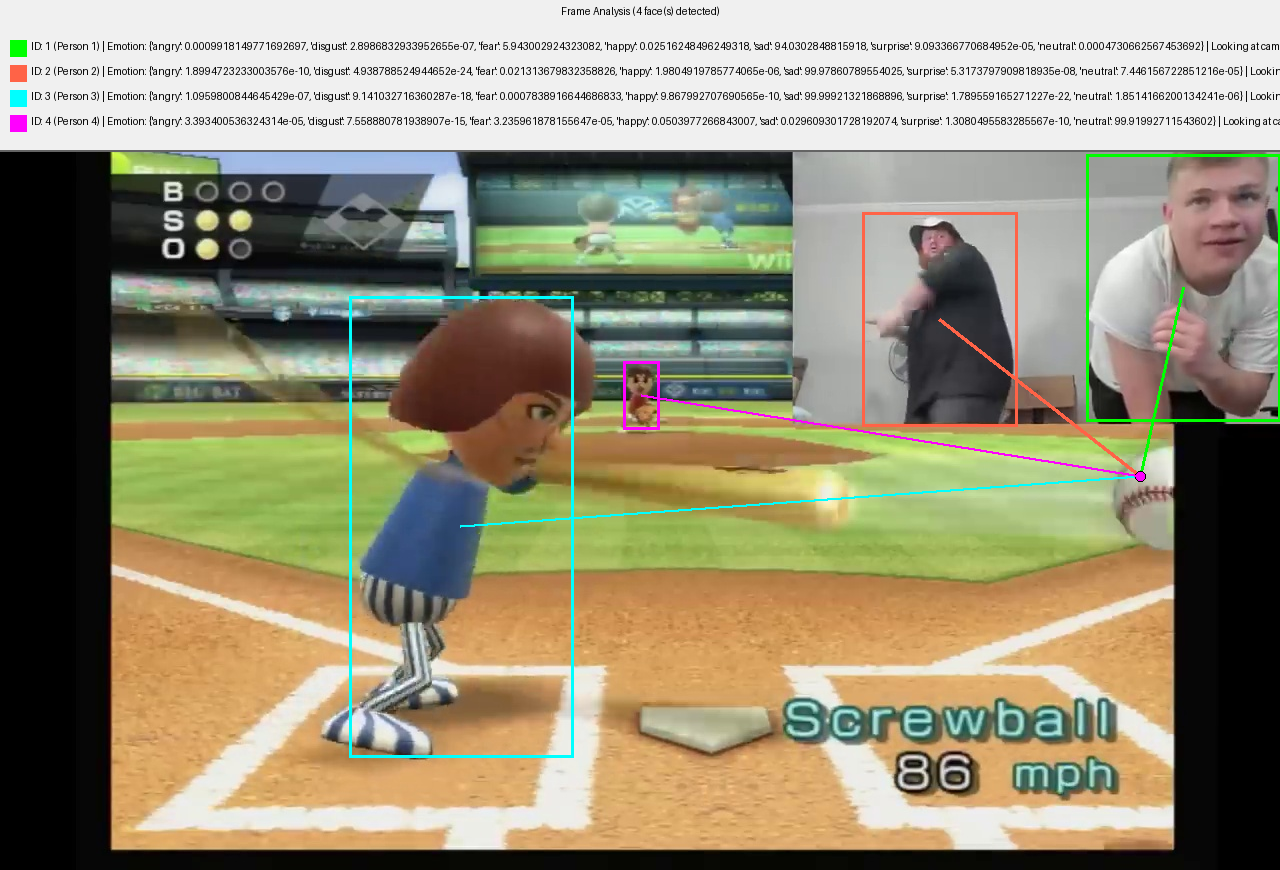 Frame Analysis (4 face(s) detected)
ID: 1 (Person 1) | Emotion: {'angry': 0.0009918149771692697, 'disgust': 2.8986832933952655e-07, 'fear': 5.943002924323082, 'happy': 0.02516248496249318, 'sad': 94.0302848815918, 'surprise': 9.093366770684952e-05, 'neutral': 0.0004730662567453692} | Looking at cam
ID: 2 (Person 2) | Emotion: {'angry': 1.8994723233003576e-10, 'disgust': 4.938788524944652e-24, 'fear': 0.021313679832358826, 'happy': 1.9804919785774065e-06, 'sad': 99.97860789554025, 'surprise': 5.3173797909818935e-08, 'neutral': 7.446156722851216e-05} | Lookin
ID: 3 (Person 3) | Emotion: {'angry': 1.0959800844645429e-07, 'disgust': 9.141032716360287e-18, 'fear': 0.0007838916644686833, 'happy': 9.867992707690565e-10, 'sad': 99.99921321868896, 'surprise': 1.789559165271227e-22, 'neutral': 1.8514166200134241e-06} | Lookin
ID: 4 (Person 4) | Emotion: {'angry': 3.393400536324314e-05, 'disgust': 7.558880781938907e-15, 'fear': 3.235961878155647e-05, 'happy': 0.0503977266843007, 'sad': 0.029609301728192074, 'surprise': 1.3080495583285567e-10, 'neutral': 99.91992711543602} | Looking at ca
B
S
O
Wii
BIG BAT
Screwball
86 mph